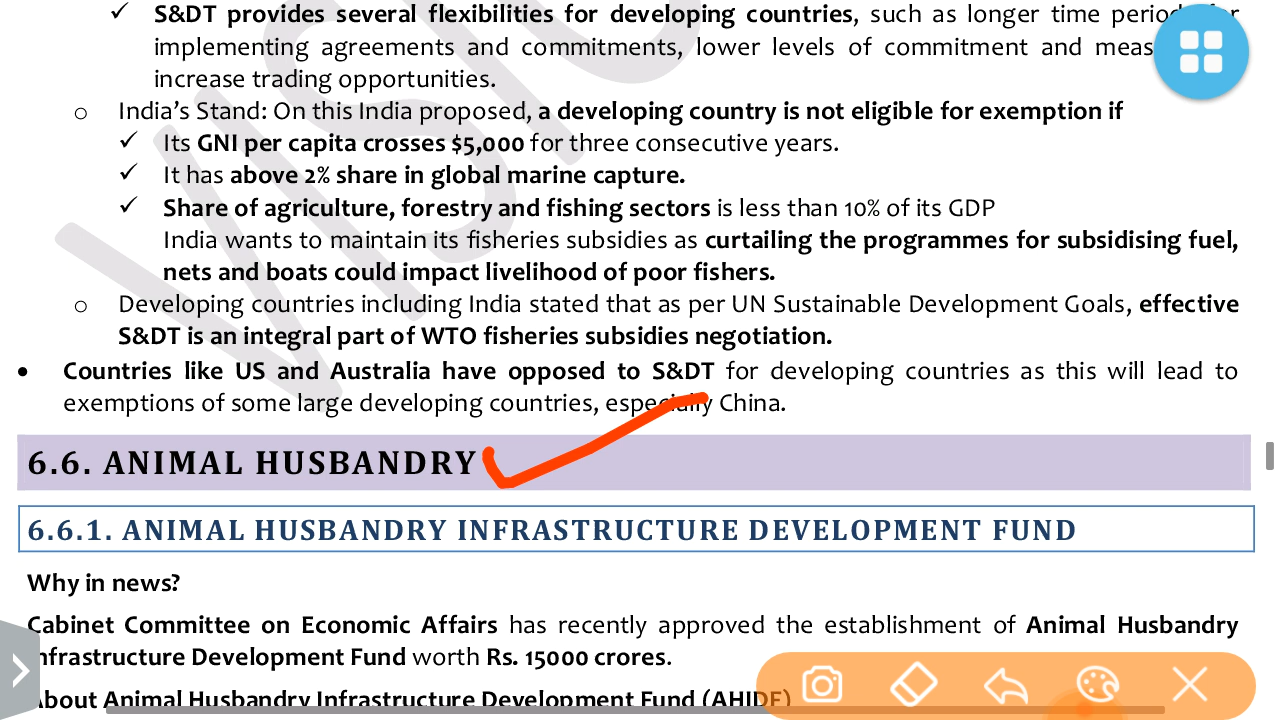 ✓ S&DT provides several flexibilities for developing countries, such as longer time periods for
implementing agreements and commitments, lower levels of commitment and
increase trading opportunities.
o India's Stand: On this India proposed, a developing country is not eligible for exemption if
✓ Its GNI per capita crosses $5,000 for three consecutive years.
✓ It has above 2% share in global marine capture.
✓ Share of agriculture, forestry and fishing sectors is less than 10% of its GDP
India wants to maintain its fisheries subsidies as curtailing the programmes for subsidising fuel,
nets and boats could impact livelihood of poor fishers.
o Developing countries including India stated that as per UN Sustainable Development Goals, effective
S&DT is an integral part of WTO fisheries subsidies negotiation.
• Countries like US and Australia have opposed to S&DT for developing countries as this will lead to
exemptions of some large developing countries, especially China.
6.6. ANIMAL HUSBANDRY
6.6.1. ANIMAL HUSBANDRY INFRASTRUCTURE DEVELOPMENT FUND
Why in news?
Cabinet Committee on Economic Affairs has recently approved the establishment of Animal Husbandry
Infrastructure Development Fund worth Rs. 15000 crores.
About Animal Husbandry Infrastructure Development Fund (AHIDF)